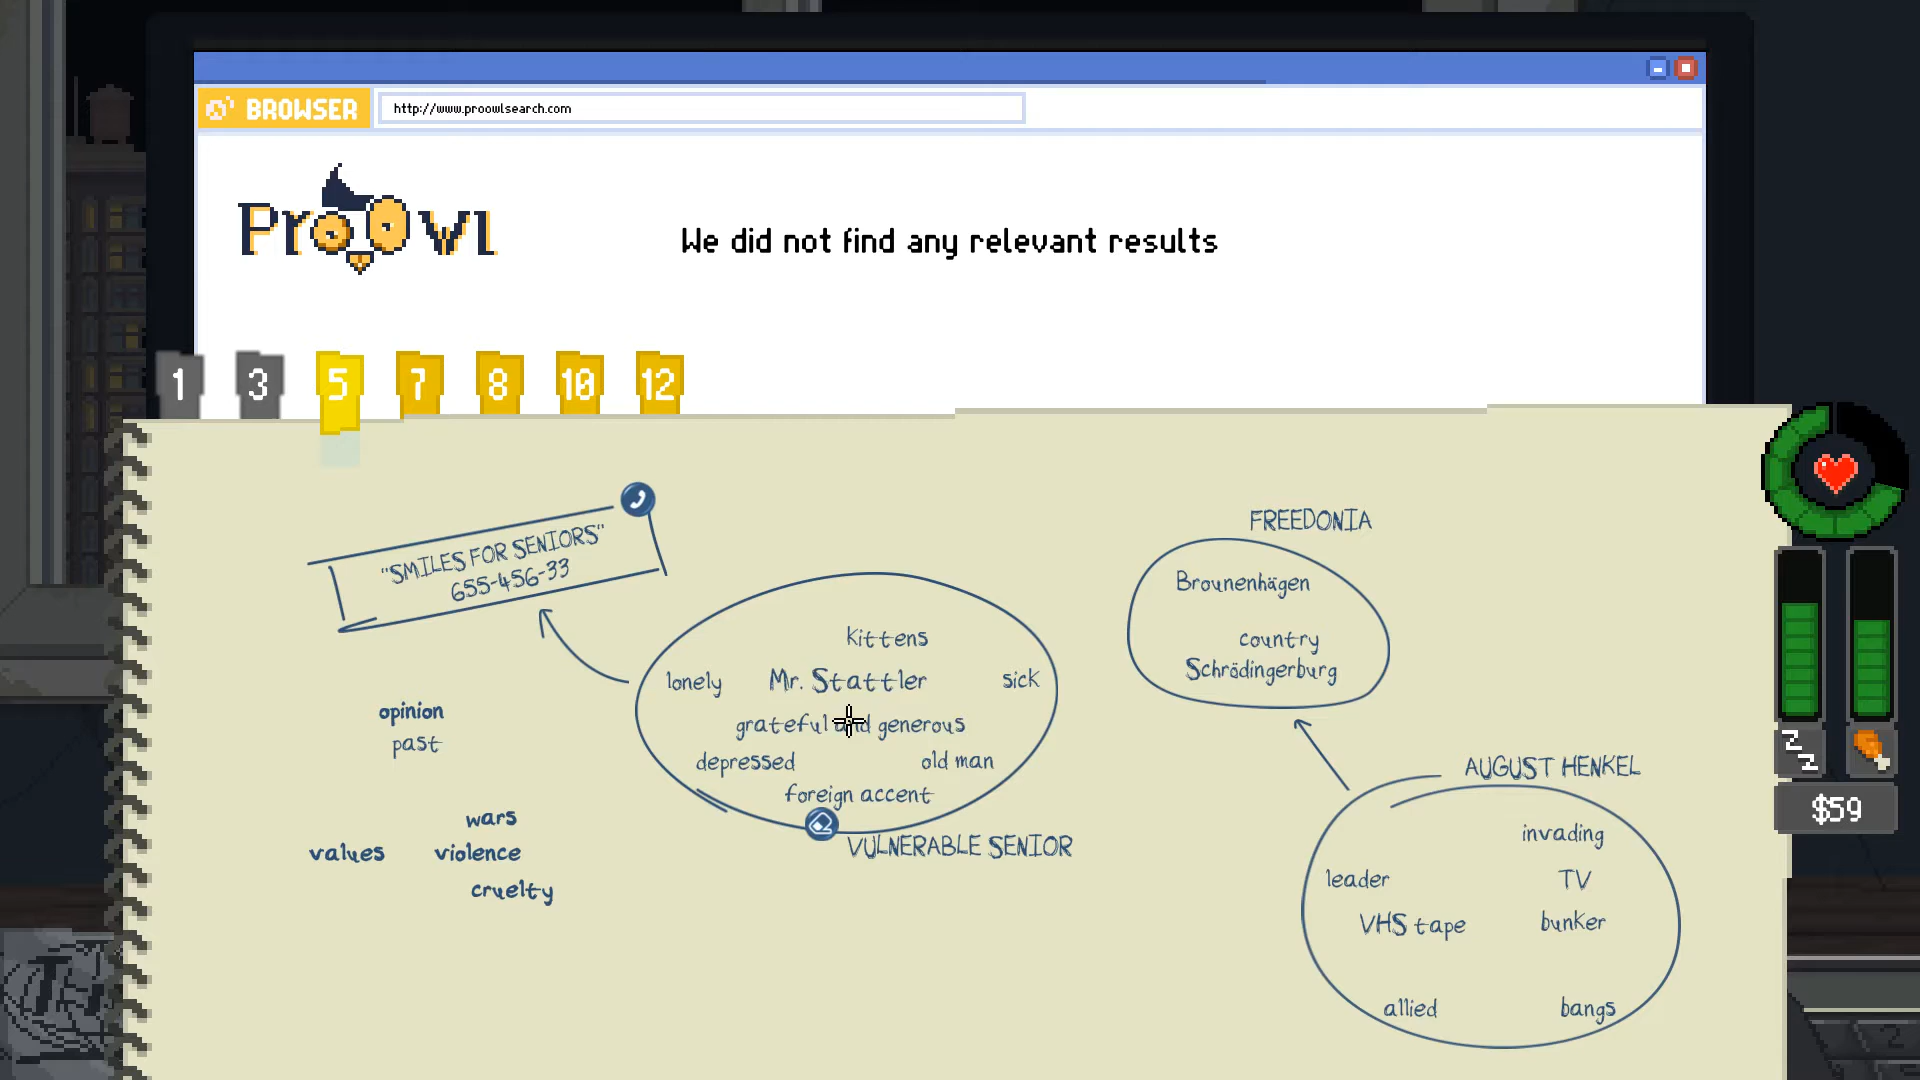 BROWSER
http://www.proowlsearch.com
PrOOwl
We did not find any relevant results
1 3 5 7 8 10 12
"SMILES FOR SENIORS"
655-456-33
FREEDONIA
Brounenhägen
country
Schrödingerburg
Kittens
lonely
Mr. Stattler
sick
grateful and generous
depressed
old man
foreign accent
VULNERABLE SENIOR
opinion
past
wars
values
violence
cruelty
AUGUST HENKEL
invading
leader
TV
VHS tape
bunker
allied
bangs
$59